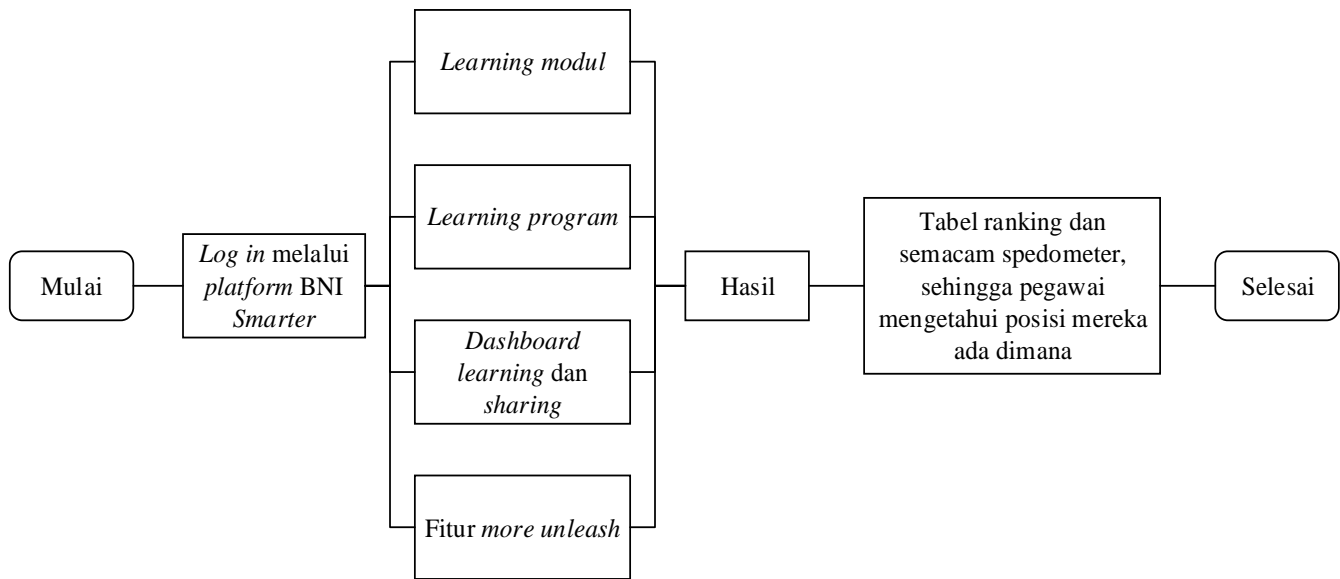 Mulai
Log in melalui
platform BNI
Smarter
Learning modul
Learning program
Dashboard
learning dan
sharing
Fitur more unleash
Hasil
Tabel ranking dan
semacam spedometer,
sehingga pegawai
mengetahui posisi mereka
ada dimana
Selesai